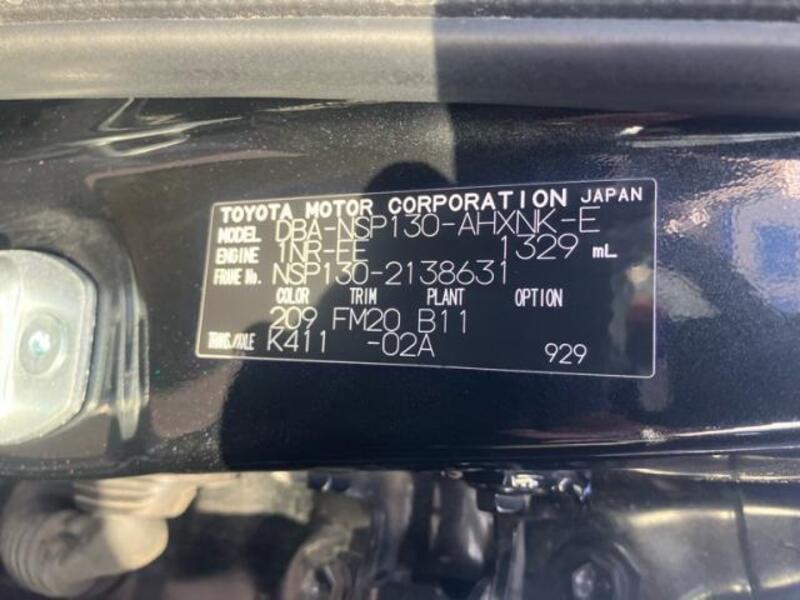 TOYOTA MOTOR CORPORATION JAPAN
MODEL DBA-NSP130-AHXNK-E
ENGINE 1NR-FE 1329 mL
FRAME No. NSP130-2138631
COLOR TRIM PLANT OPTION
209 FM20 B11
TRANS./AXLE K411 -02A 929